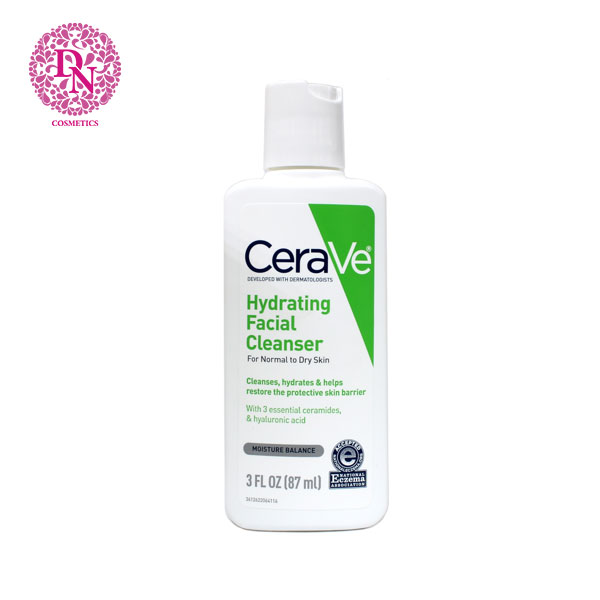 DN
COSMETICS
CeraVe®
DEVELOPED WITH DERMATOLOGISTS
Hydrating
Facial
Cleanser
For Normal to Dry Skin
Cleanses, hydrates & helps
restore the protective skin barrier
With 3 essential ceramides,
& hyaluronic acid
MOISTURE BALANCE
3 FL OZ (87 ml)
ACCEPTED
e
NATIONAL
Eczema
ASSOCIATION